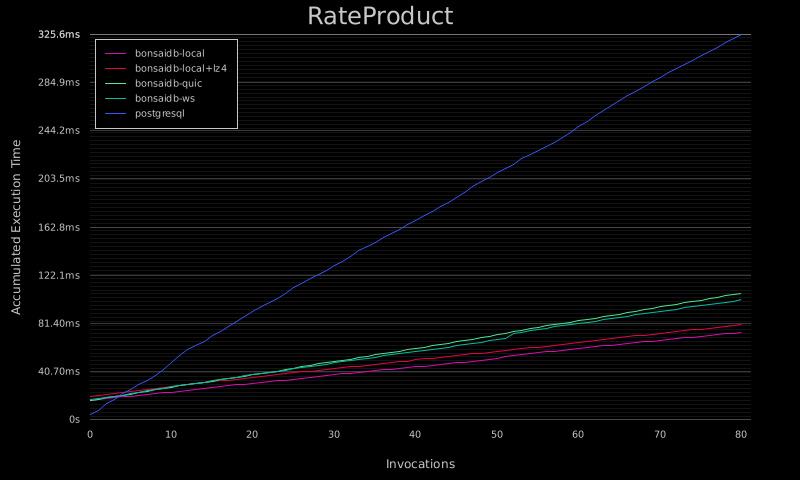 RateProduct
325.6ms
284.9ms
244.2ms
203.5ms
162.8ms
122.1ms
81.40ms
40.70ms
0s
Accumulated Execution Time
bonsaidb-local
bonsaidb-local+lz4
bonsaidb-quic
bonsaidb-ws
postgresql
0 10 20 30 40 50 60 70 80
Invocations